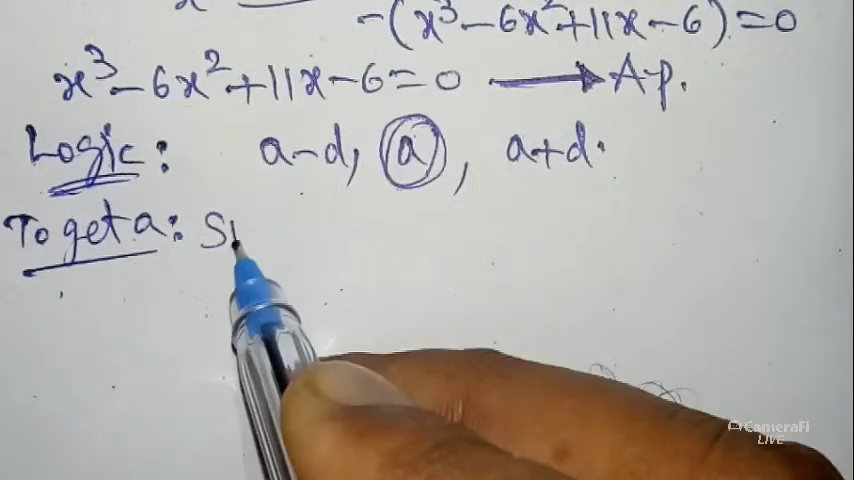 -(x³-6x²+11x-6)=0
x³-6x²+11x-6=0 → A-p.
Logic: a-d, a, a+d.
To get a:
CameraFi
LIVE